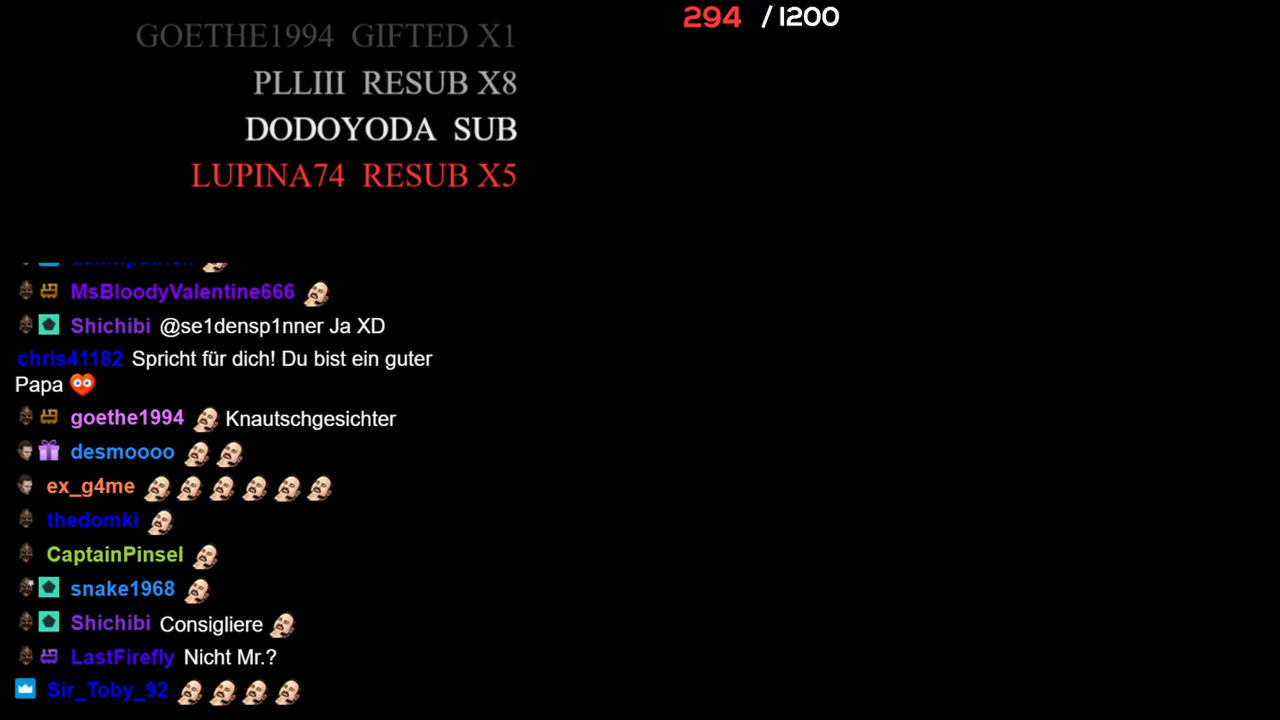 294 /1200
GOETHE1994 GIFTED X1
PLLIII RESUB X8
DODOYODA SUB
LUPINA74 RESUB X5
MsBloodyValentine666
Shichibi @se1densp1nner Ja XD
chris41182 Spricht für dich! Du bist ein guter
Papa
goethe1994 Knautschgesichter
desmoooo
ex_g4me
thedomki
CaptainPinsel
snake1968
Shichibi Consigliere
LastFirefly Nicht Mr.?
Sir_Toby_92